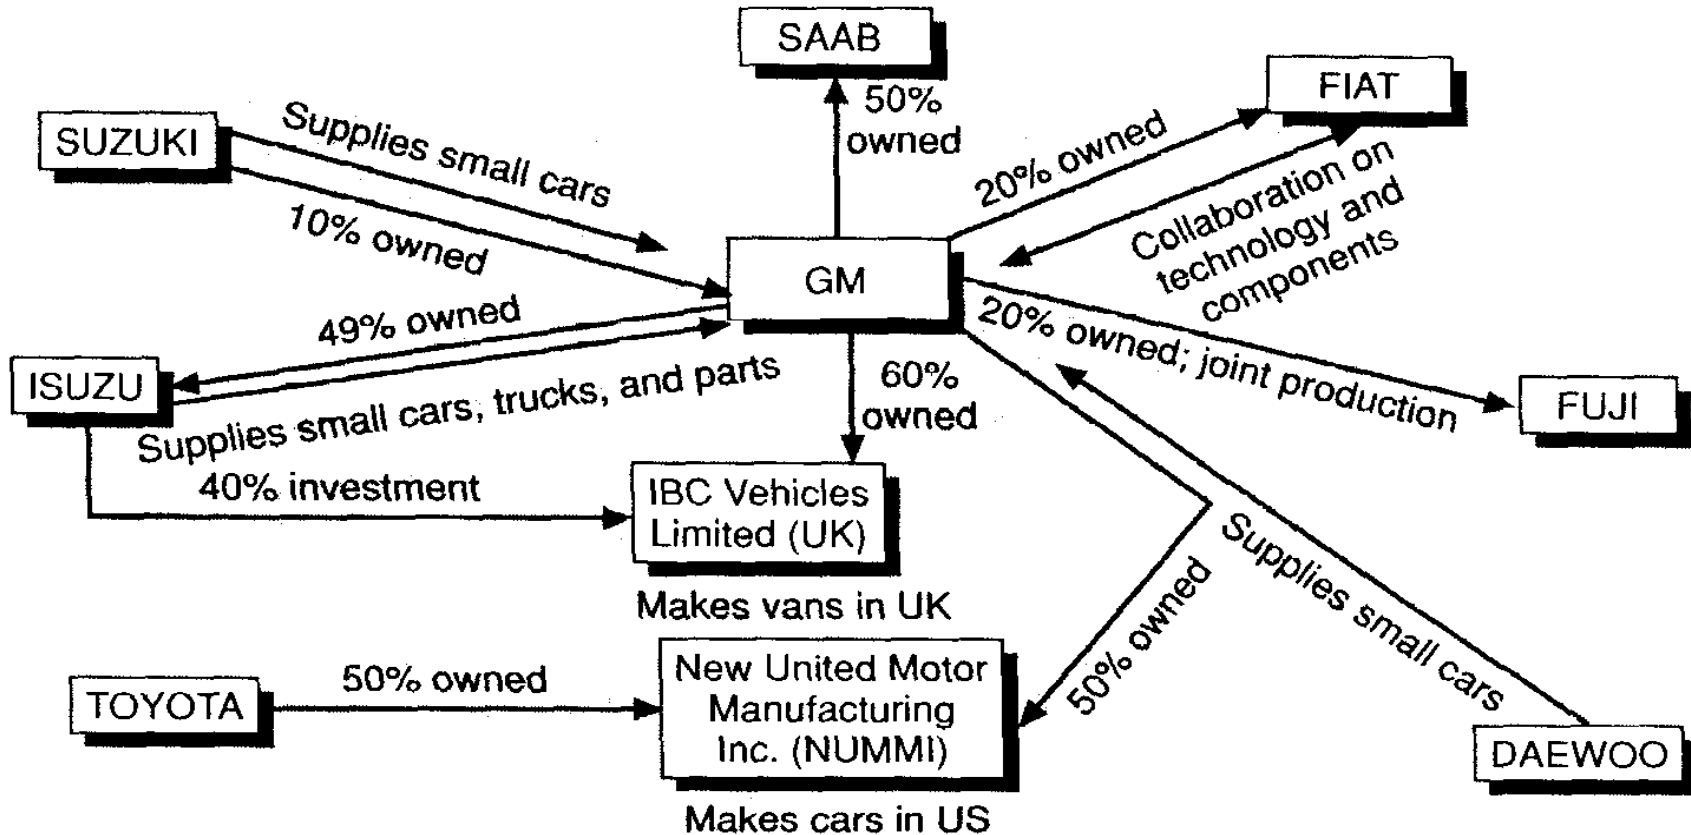 SAAB
50%
owned
FIAT
20% owned
Collaboration on
technology and
components
SUZUKI
Supplies small cars
10% owned
GM
49% owned
ISUZU
Supplies small cars, trucks, and parts
60%
owned
20% owned; joint production
FUJI
40% investment
IBC Vehicles
Limited (UK)
Makes vans in UK
Supplies small cars
50% owned
TOYOTA
50% owned
New United Motor
Manufacturing
Inc. (NUMMI)
Makes cars in US
DAEWOO